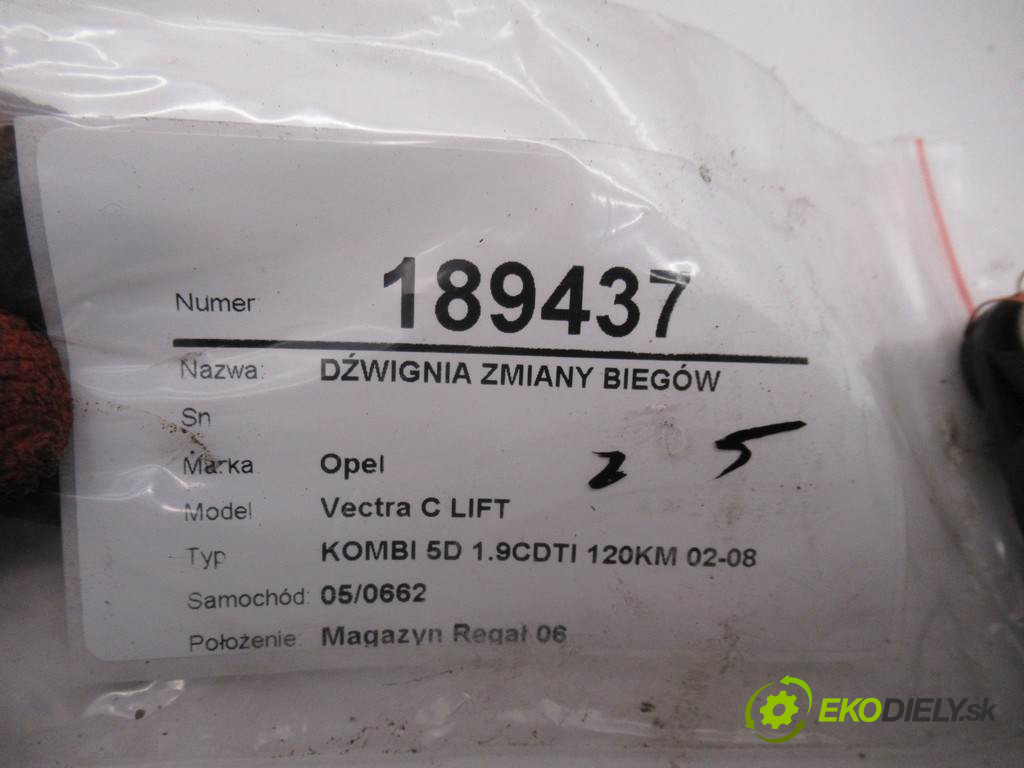 Numer 189437
Nazwa: DŹWIGNIA ZMIANY BIEGÓW
Sn
Marka Opel 2 5
Model Vectra C LIFT
Typ KOMBI 5D 1.9CDTI 120KM 02-08
Samochód: 05/0662
Położenie Magazyn Regał 06
EKODIELY.sk